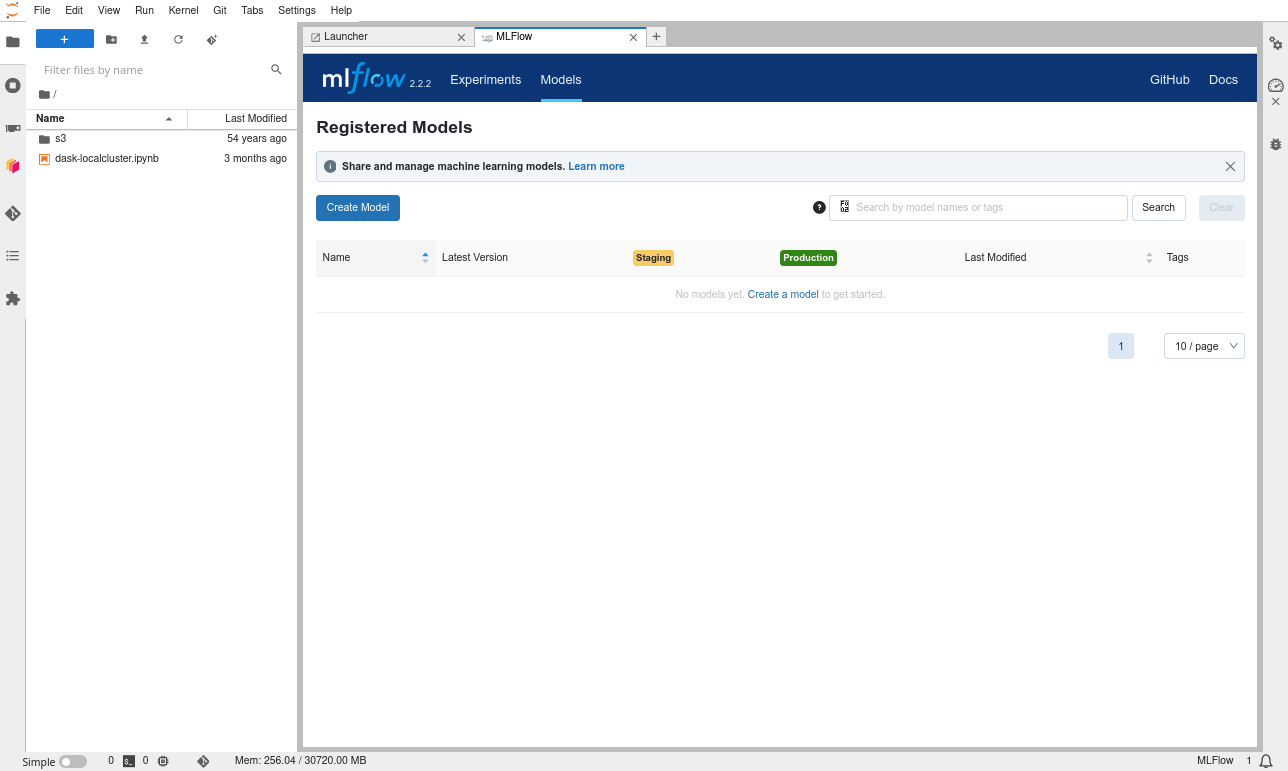 File Edit View Run Kernel Git Tabs Settings Help
Launcher
MLFlow
Filter files by name
/
Name Last Modified
s3 54 years ago
dask-localcluster.ipynb 3 months ago
mlflow 2.2.2 Experiments Models GitHub Docs
Registered Models
Share and manage machine learning models. Learn more
Create Model
? Search by model names or tags Search Clear
Name Latest Version Staging Production Last Modified Tags
No models yet. Create a model to get started.
1 10 / page
Simple 0 0 Mem: 256.04 / 30720.00 MB MLFlow 1